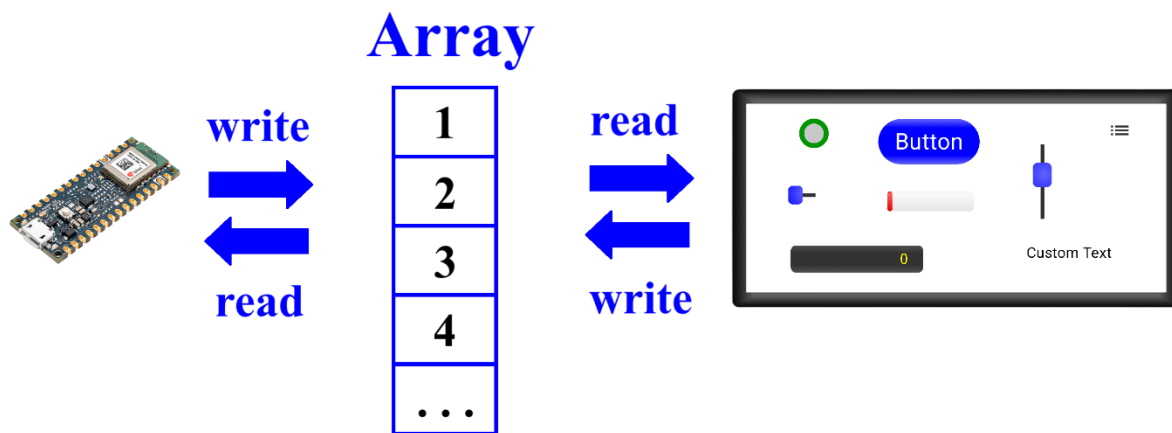 Array
write
read
1
2
3
4
. . .
read
write
Button
0
Custom Text